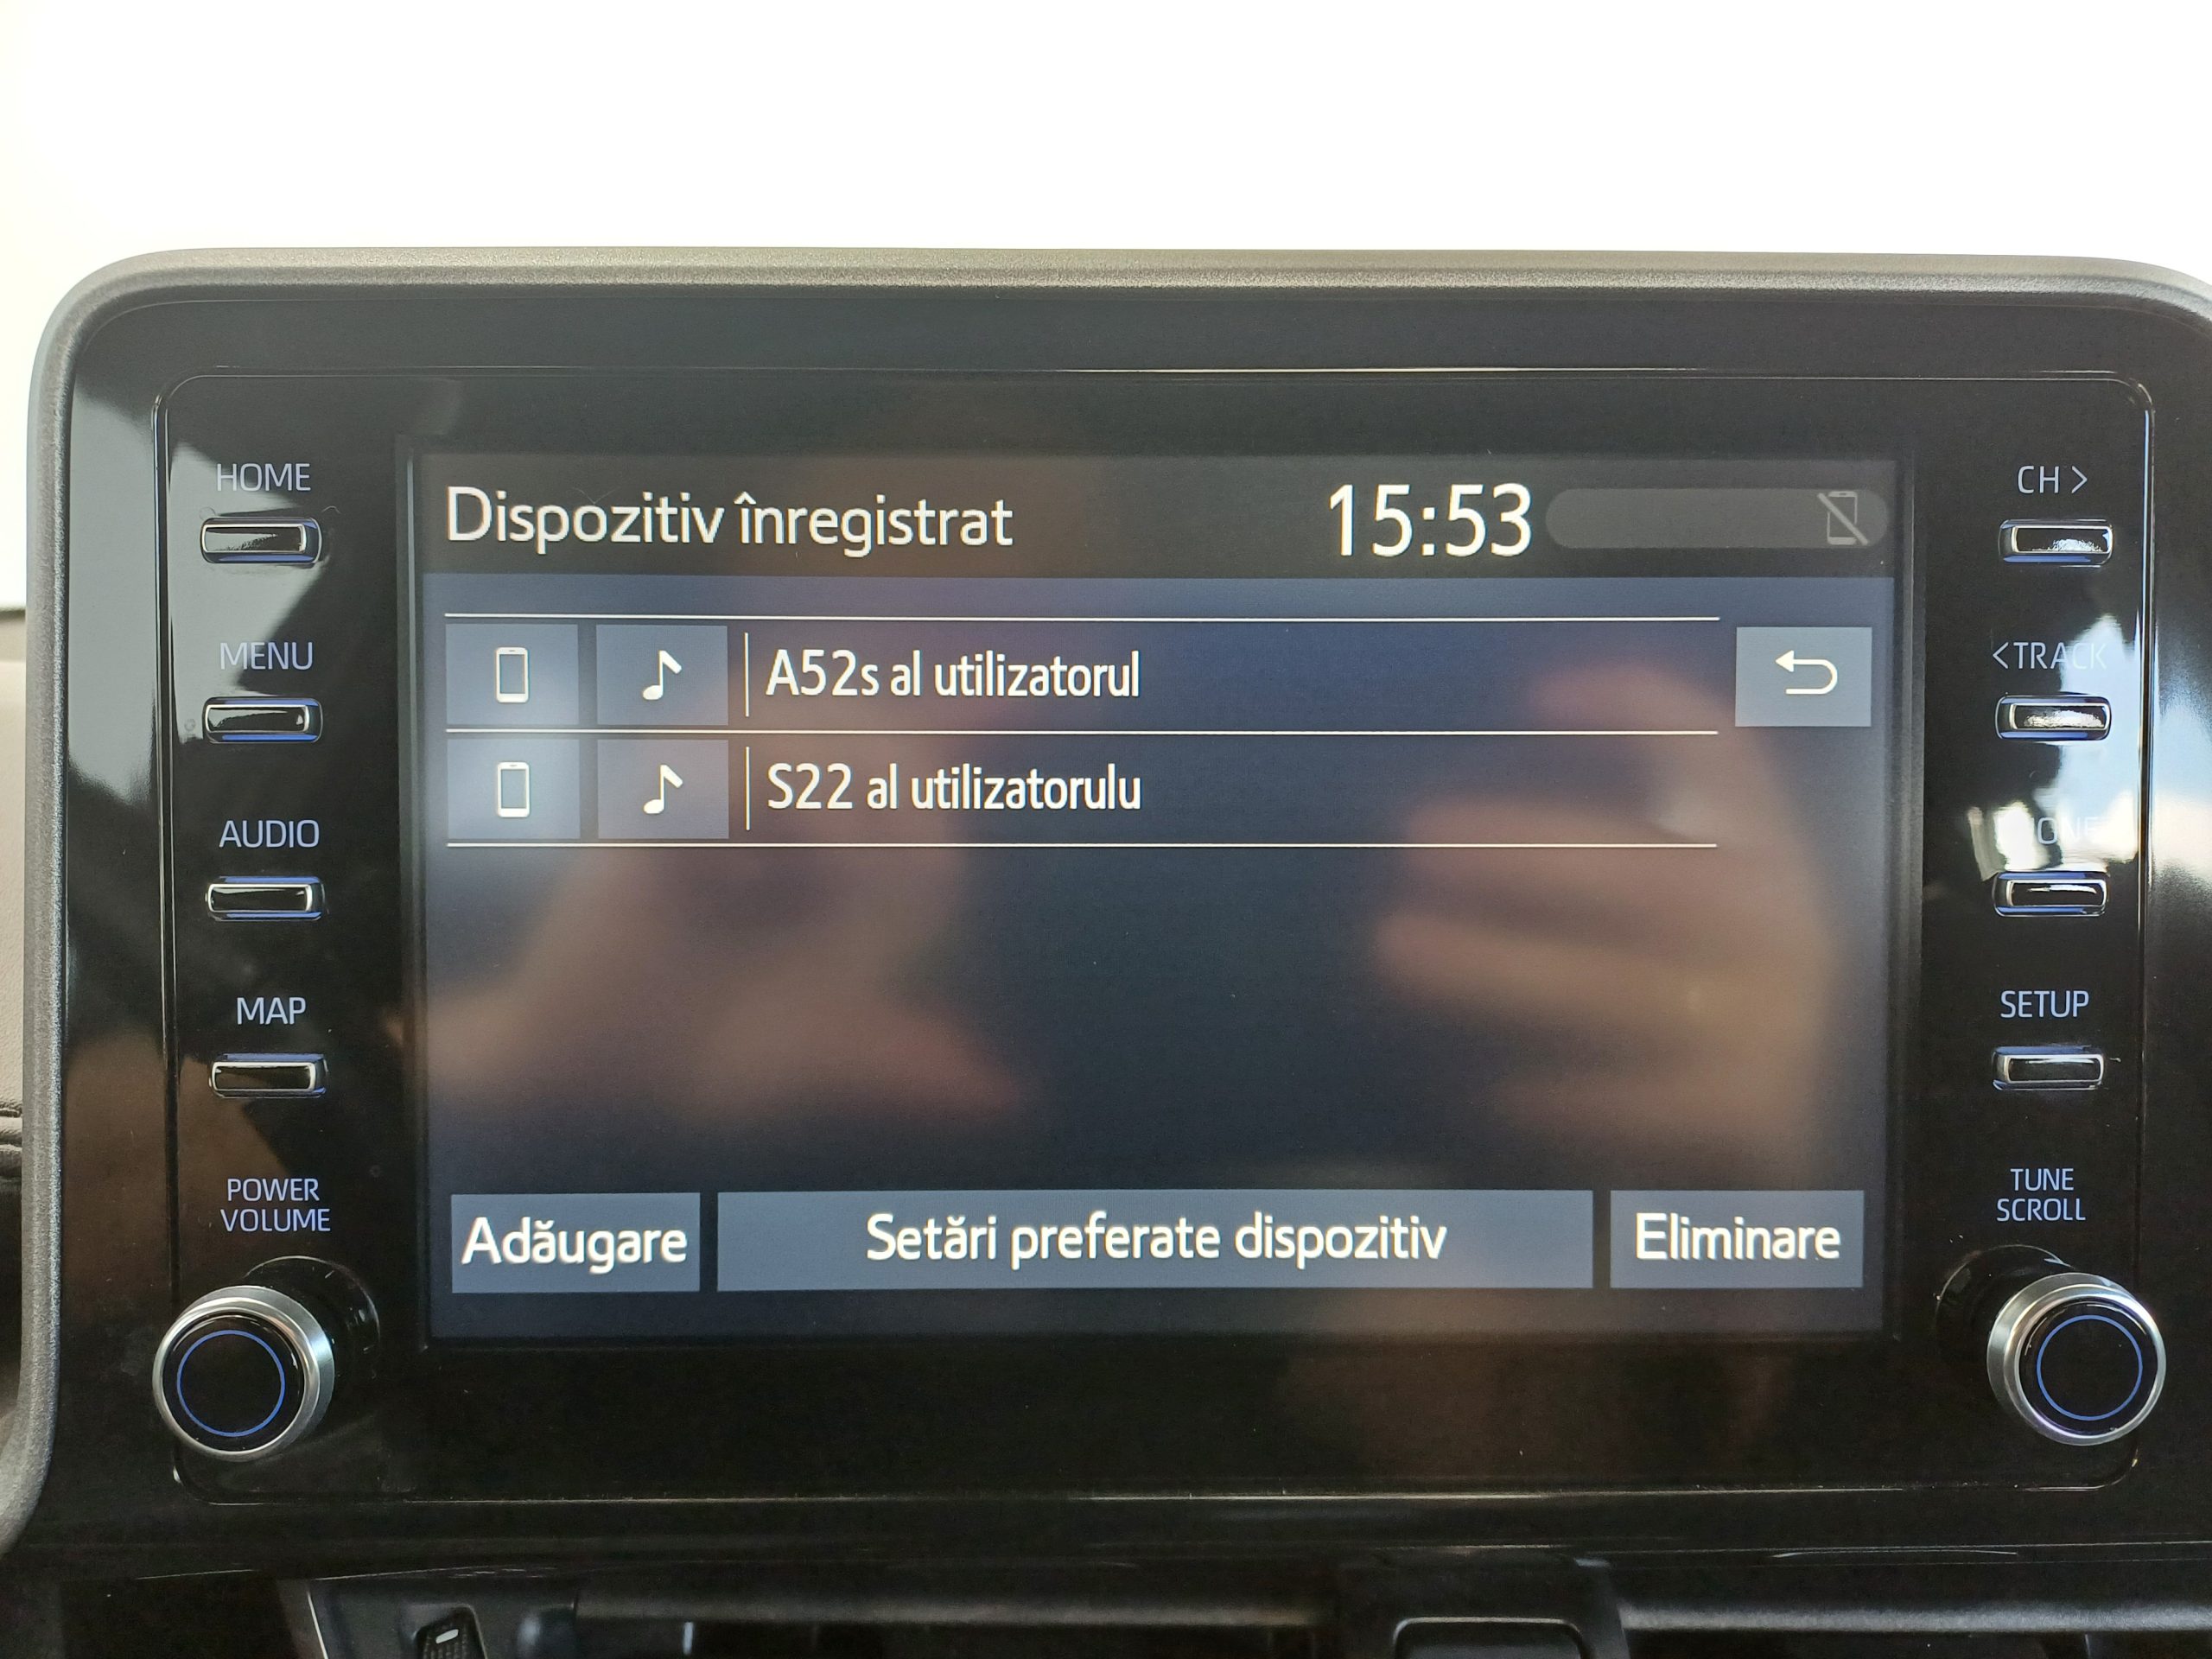 HOME
MENU
AUDIO
MAP
POWER
VOLUME
Dispozitiv înregistrat
15:53
A52s al utilizatorul
S22 al utilizatorulu
Adăugare
Setări preferate dispozitiv
Eliminare
CH >
<TRACK
SETUP
TUNE
SCROLL